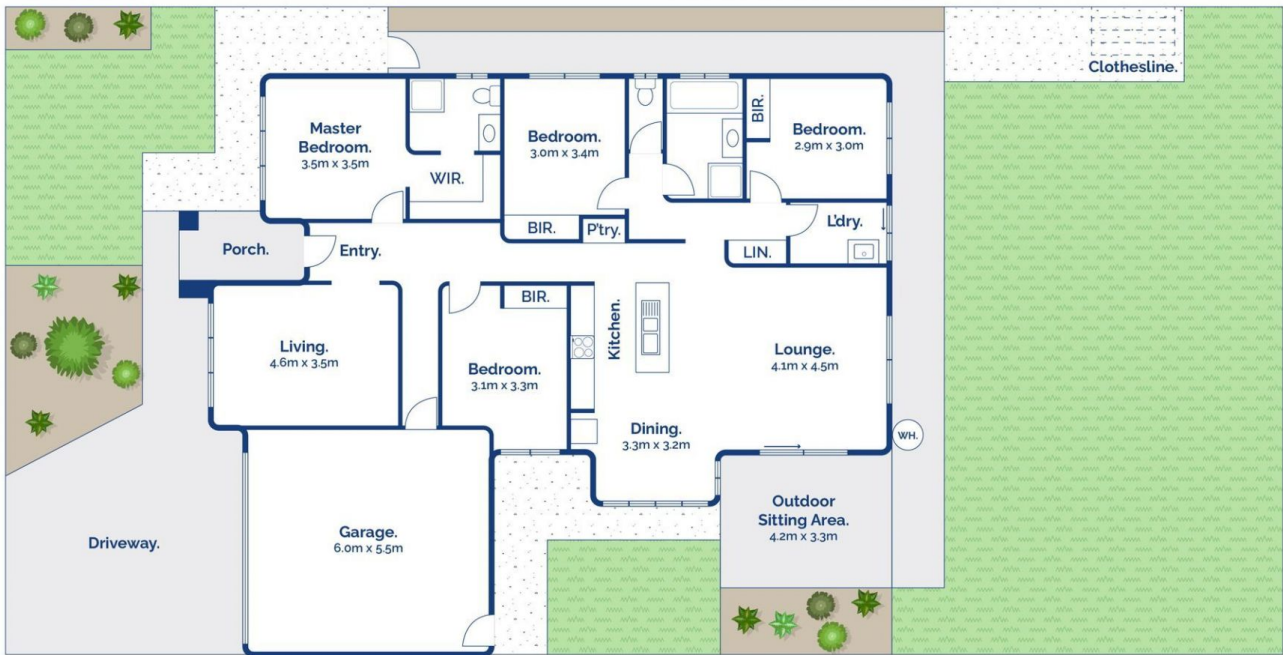 Clothesline.
Master
Bedroom.
3.5m x 3.5m
WIR.
Bedroom.
3.0m x 3.4m
BIR.
P'try.
BIR.
Bedroom.
2.9m x 3.0m
L'dry.
LIN.
Porch.
Entry.
Living.
4.6m x 3.5m
BIR.
Bedroom.
3.1m x 3.3m
Kitchen.
Lounge.
4.1m x 4.5m
Dining.
3.3m x 3.2m
WH.
Outdoor
Sitting Area.
4.2m x 3.3m
Garage.
6.0m x 5.5m
Driveway.